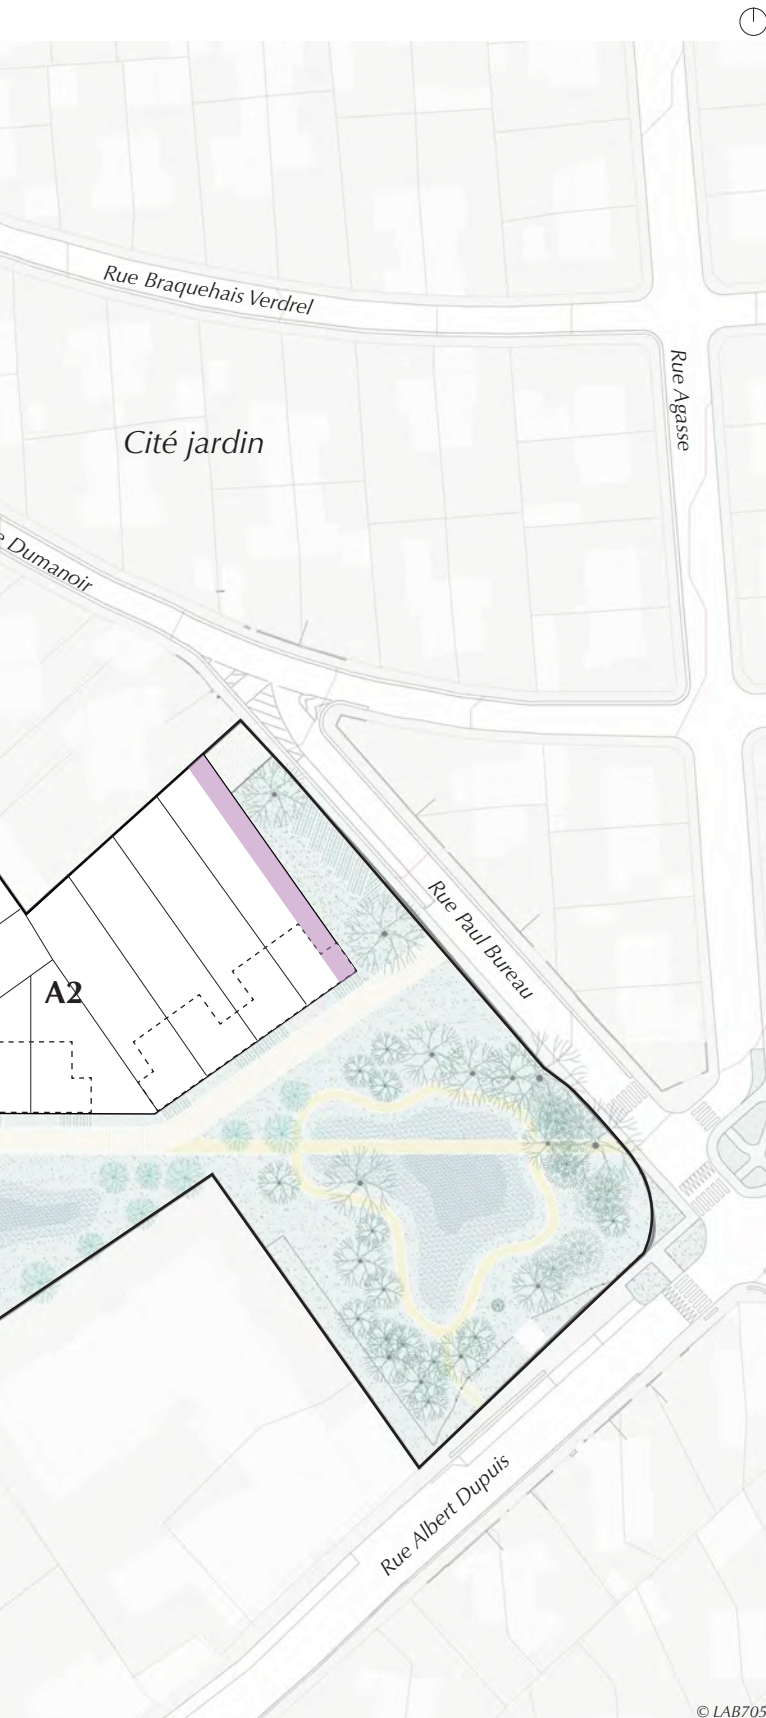 Rue Braquehais Verdrel
Rue Agasse
Cité jardin
e Dumanoir
Rue Paul Bureau
A2
Rue Albert Dupuis
© LAB705